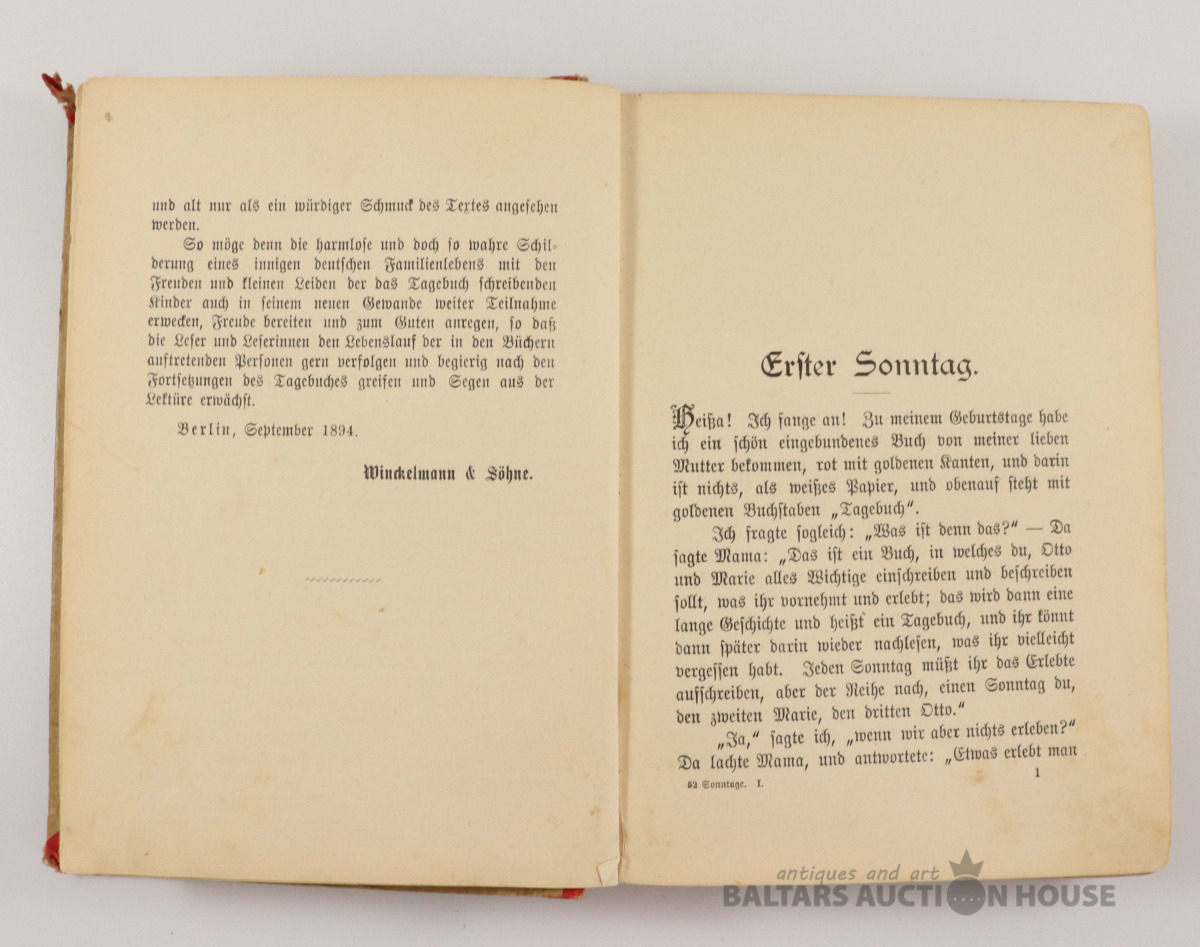 und alt nur als ein würdiger Schmuck des Textes angesehen
werden.
So möge denn die harmlose und doch so wahre Schil-
derung eines innigen deutschen Familienlebens mit den
Freuden und kleinen Leiden der das Tagebuch schreibenden
Kinder auch in seinem neuen Gewande weiter Teilnahme
erwecken, Freude bereiten und zum Guten anregen, so daß
die Leser und Leserinnen den Lebenslauf der in den Büchern
auftretenden Personen gern verfolgen und begierig nach den
Fortsetzungen des Tagebuches greifen und Segen aus der
Lektüre erwächst.
Berlin, September 1894.
Winckelmann & Söhne.
Erster Sonntag.
Heißa! Ich fange an! Zu meinem Geburtstage habe
ich ein schön eingebundenes Buch von meiner lieben
Mutter bekommen, rot mit goldenen Kanten, und darin
ist nichts, als weißes Papier, und obenauf steht mit
goldenen Buchstaben „Tagebuch“.
Ich fragte sogleich: „Was ist denn das?“ — Da
sagte Mama: „Das ist ein Buch, in welches du, Otto
und Marie alles Wichtige einschreiben und beschreiben
sollt, was ihr vornehmt und erlebt; das wird dann eine
lange Geschichte und heißt ein Tagebuch, und ihr könnt
dann später darin wieder nachlesen, was ihr vielleicht
vergessen habt. Jeden Sonntag müßt ihr das Erlebte
aufschreiben, aber der Reihe nach, einen Sonntag du,
den zweiten Marie, den dritten Otto.“
„Ja,“ sagte ich, „wenn wir aber nichts erleben?“
Da lachte Mama, und antwortete: „Etwas erlebt man
52 Sonntage. I.
1
antiques and art
BALTARS AUCTION HOUSE